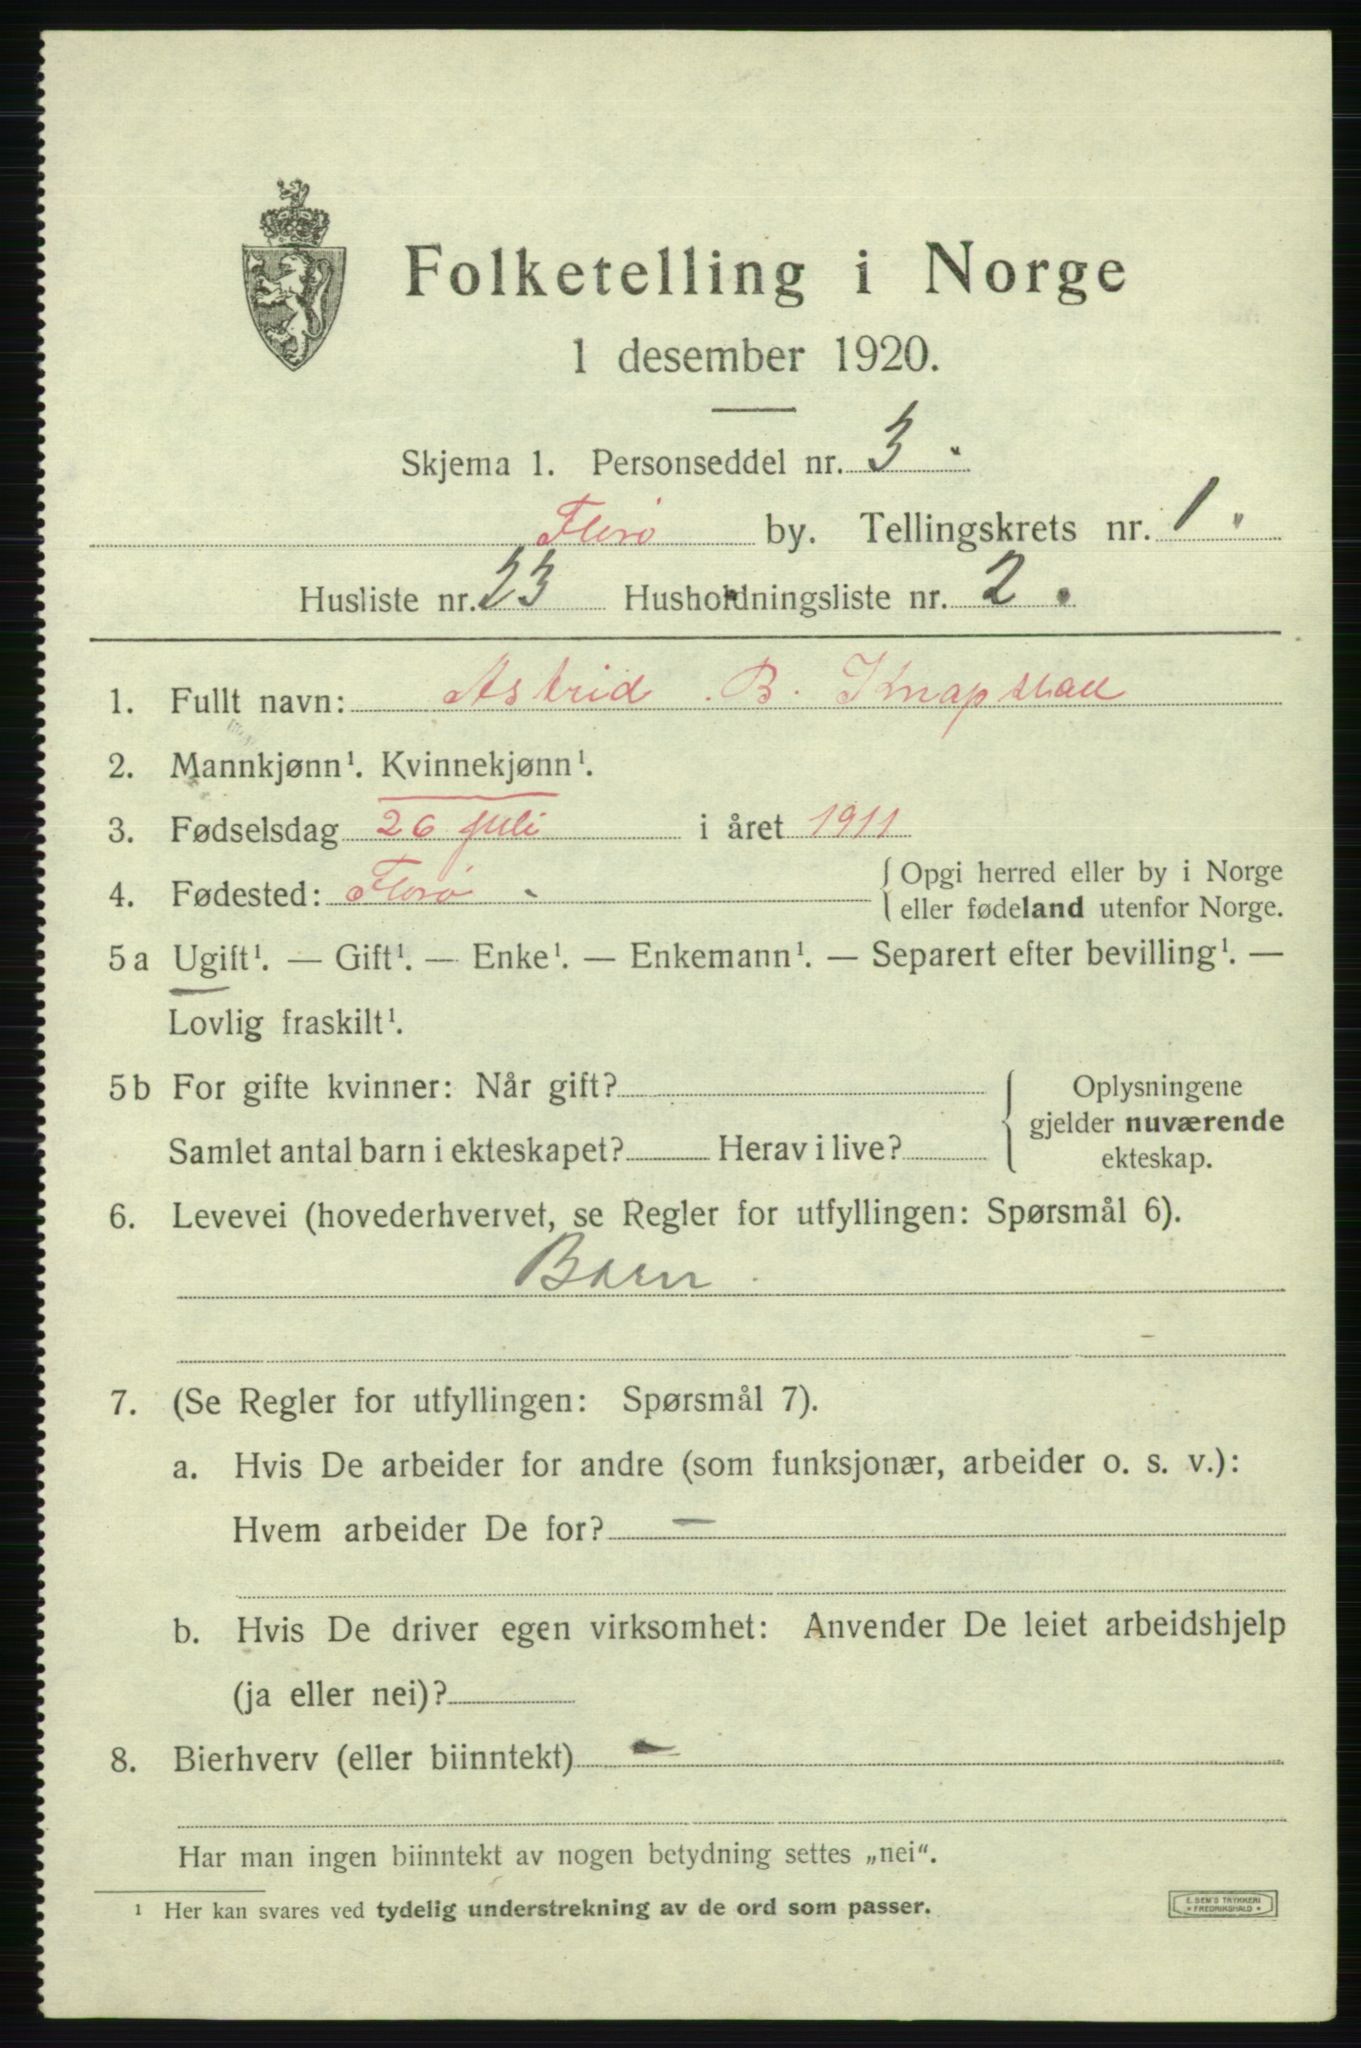 Folketelling i Norge
1 desember 1920.
Skjema 1. Personseddel nr. 3.
Florø by. Tellingskrets nr. 1.
Husliste nr. 23 Husholdningsliste nr. 2.
1. Fullt navn: Astrid B. Knapstad
2. Mannkjønn¹. Kvinnekjønn¹.
3. Fødselsdag 26 juli i året 1911
4. Fødested: Florø { Opgi herred eller by i Norge
eller fødeland utenfor Norge.
5a Ugift¹. — Gift¹. — Enke¹. — Enkemann¹. — Separert efter bevilling¹. —
Lovlig fraskilt¹.
5b For gifte kvinner: Når gift?
Samlet antal barn i ekteskapet? Herav i live?
{ Oplysningene
gjelder nuværende
ekteskap.
6. Levevei (hovederhvervet, se Regler for utfyllingen: Spørsmål 6).
Barn.
7. (Se Regler for utfyllingen: Spørsmål 7).
a. Hvis De arbeider for andre (som funksjonær, arbeider o. s. v.):
Hvem arbeider De for? —
b. Hvis De driver egen virksomhet: Anvender De leiet arbeidshjelp
(ja eller nei)?
8. Bierhverv (eller biinntekt) —
Har man ingen biinntekt av nogen betydning settes „nei“.
¹ Her kan svares ved tydelig understrekning av de ord som passer.
E. SEM'S TRYKKERI
* FREDRIKSHALD *